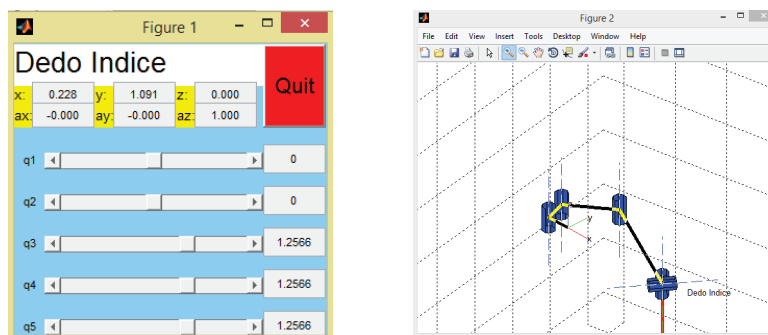 Figure 1
Dedo Indice
Quit
x: 0.228 y: 1.091 z: 0.000
ax: -0.000 ay: -0.000 az: 1.000
q1 0
q2 0
q3 1.2566
q4 1.2566
q5 1.2566
Figure 2
File Edit View Insert Tools Desktop Window Help
y
x
Dedo Indice